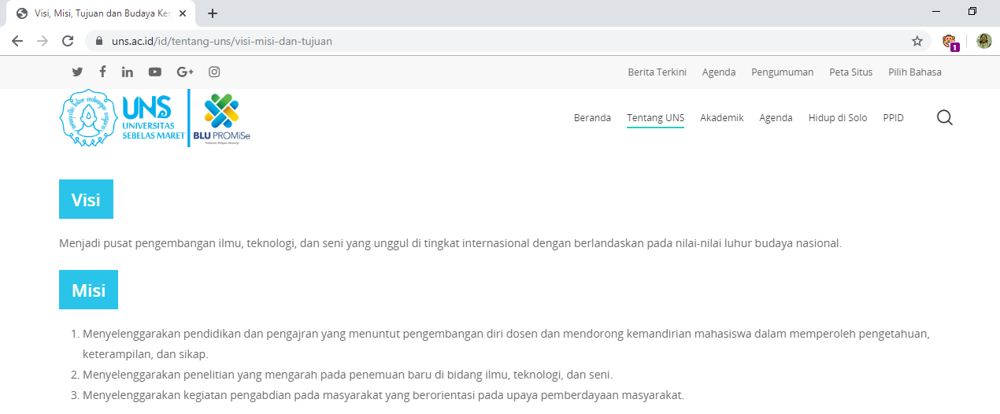 Visi, Misi, Tujuan dan Budaya Ker
uns.ac.id/id/tentang-uns/visi-misi-dan-tujuan
1
Berita Terkini Agenda Pengumuman Peta Situs Pilih Bahasa
UNS
UNIVERSITAS
SEBELAS MARET
BLU PROMiSe
Beranda Tentang UNS Akademik Agenda Hidup di Solo PPID
Visi
Menjadi pusat pengembangan ilmu, teknologi, dan seni yang unggul di tingkat internasional dengan berlandaskan pada nilai-nilai luhur budaya nasional.
Misi
1. Menyelenggarakan pendidikan dan pengajran yang menuntut pengembangan diri dosen dan mendorong kemandirian mahasiswa dalam memperoleh pengetahuan,
keterampilan, dan sikap.
2. Menyelenggarakan penelitian yang mengarah pada penemuan baru di bidang ilmu, teknologi, dan seni.
3. Menyelenggarakan kegiatan pengabdian pada masyarakat yang berorientasi pada upaya pemberdayaan masyarakat.